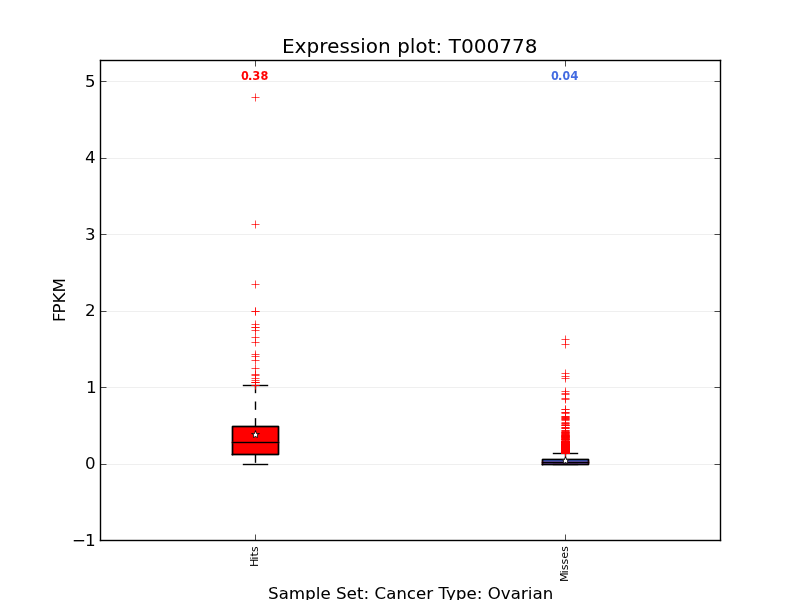 Expression plot: T000778
0.38
0.04
5
4
3
2
1
0
−1
FPKM
Hits
Misses
Sample Set: Cancer Type: Ovarian